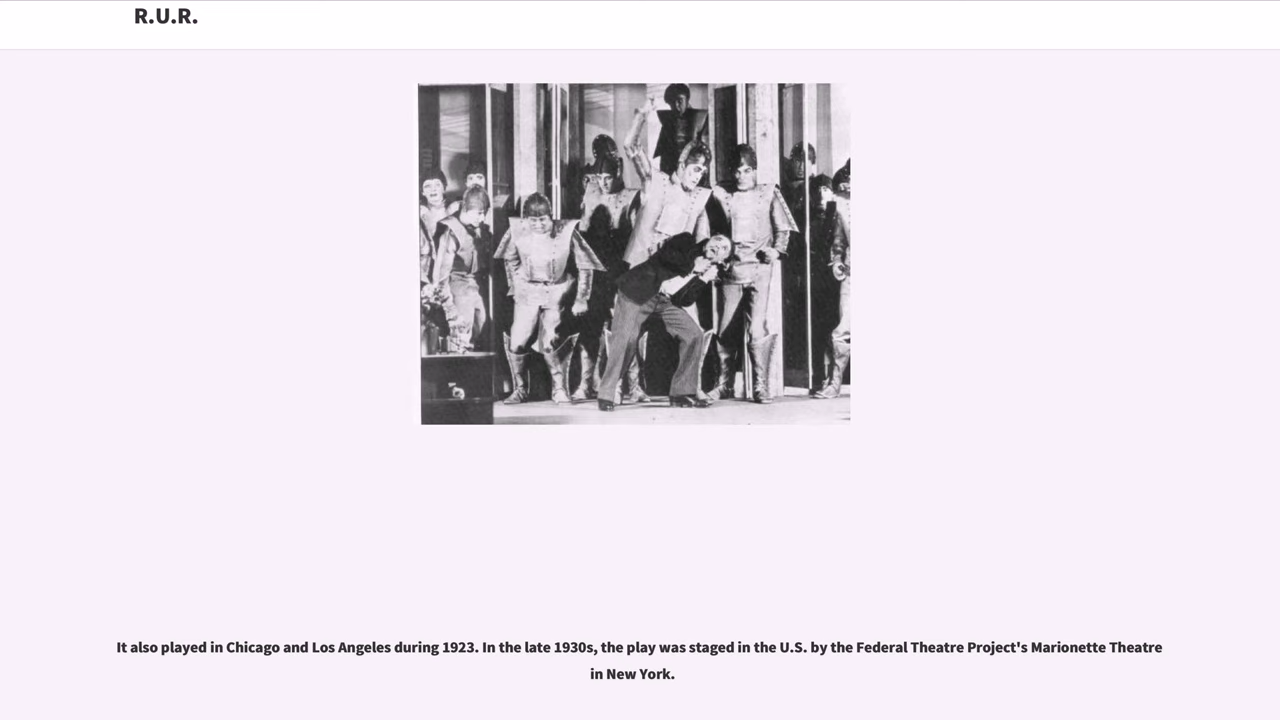 R.U.R.
It also played in Chicago and Los Angeles during 1923. In the late 1930s, the play was staged in the U.S. by the Federal Theatre Project's Marionette Theatre
in New York.